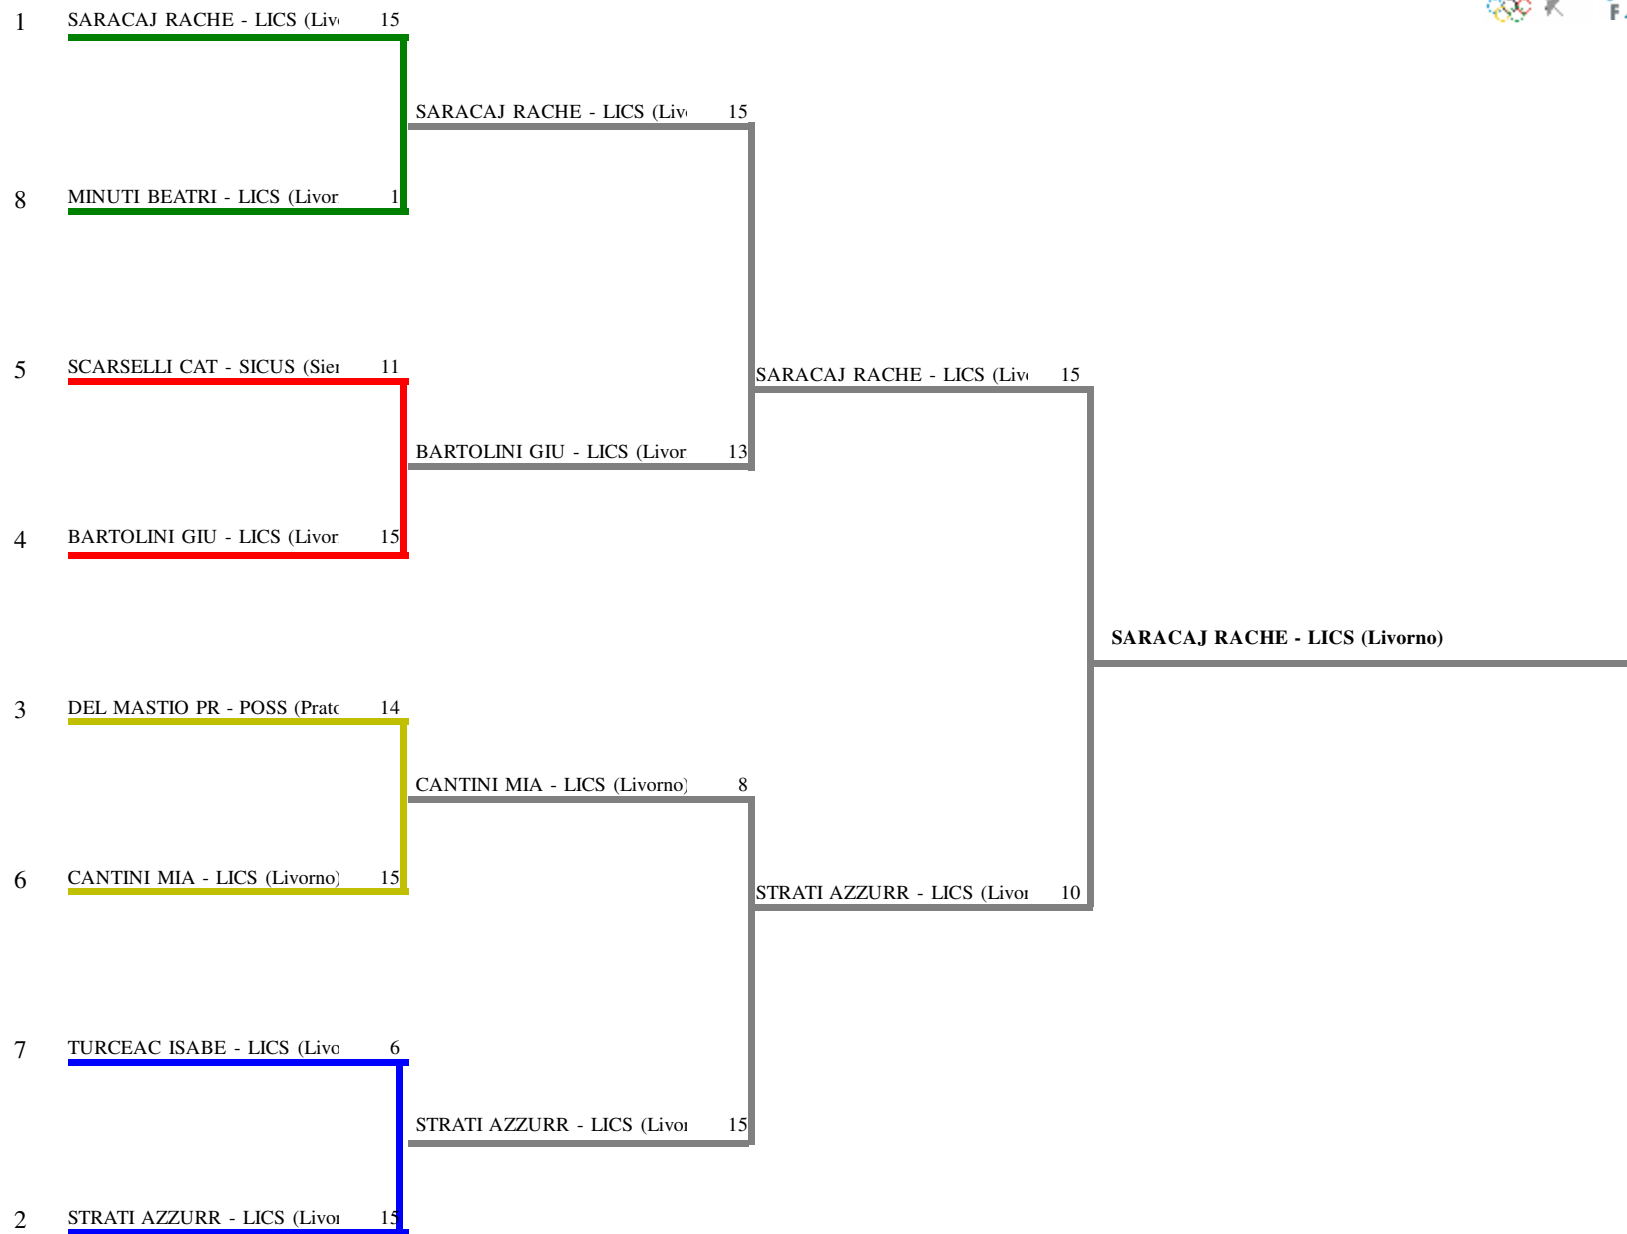 1 SARACAJ RACHE - LICS (Liv 15
SARACAJ RACHE - LICS (Liv 15
8 MINUTI BEATRI - LICS (Livor 1
5 SCARSELLI CAT - SICUS (Sie 11
SARACAJ RACHE - LICS (Liv 15
BARTOLINI GIU - LICS (Livor 13
4 BARTOLINI GIU - LICS (Livor 15
SARACAJ RACHE - LICS (Livorno)
3 DEL MASTIO PR - POSS (Prato 14
CANTINI MIA - LICS (Livorno) 8
6 CANTINI MIA - LICS (Livorno) 15
STRATI AZZURR - LICS (Livo 10
7 TURCEAC ISABE - LICS (Livo 6
STRATI AZZURR - LICS (Livo 15
2 STRATI AZZURR - LICS (Livo 15